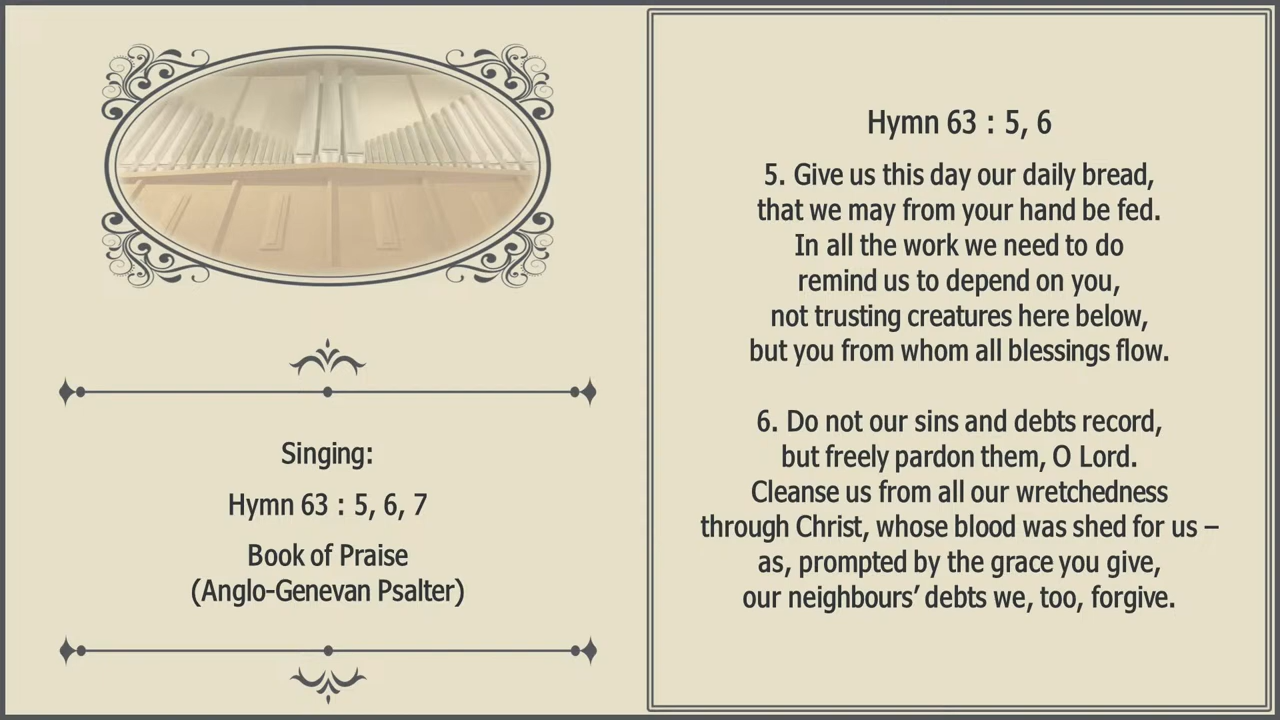 Singing:
Hymn 63 : 5, 6, 7
Book of Praise
(Anglo-Genevan Psalter)
Hymn 63 : 5, 6
5. Give us this day our daily bread,
that we may from your hand be fed.
In all the work we need to do
remind us to depend on you,
not trusting creatures here below,
but you from whom all blessings flow.
6. Do not our sins and debts record,
but freely pardon them, O Lord.
Cleanse us from all our wretchedness
through Christ, whose blood was shed for us –
as, prompted by the grace you give,
our neighbours’ debts we, too, forgive.